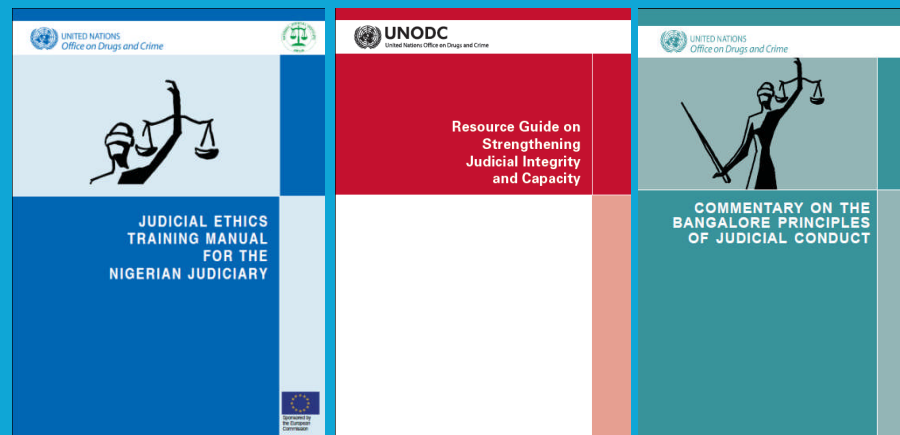 UNITED NATIONS
Office on Drugs and Crime
JUDICIAL ETHICS
TRAINING MANUAL
FOR THE
NIGERIAN JUDICIARY
Sponsored by
the European
Commission
UNODC
United Nations Office on Drugs and Crime
Resource Guide on
Strengthening
Judicial Integrity
and Capacity
UNITED NATIONS
Office on Drugs and Crime
COMMENTARY ON THE
BANGALORE PRINCIPLES
OF JUDICIAL CONDUCT